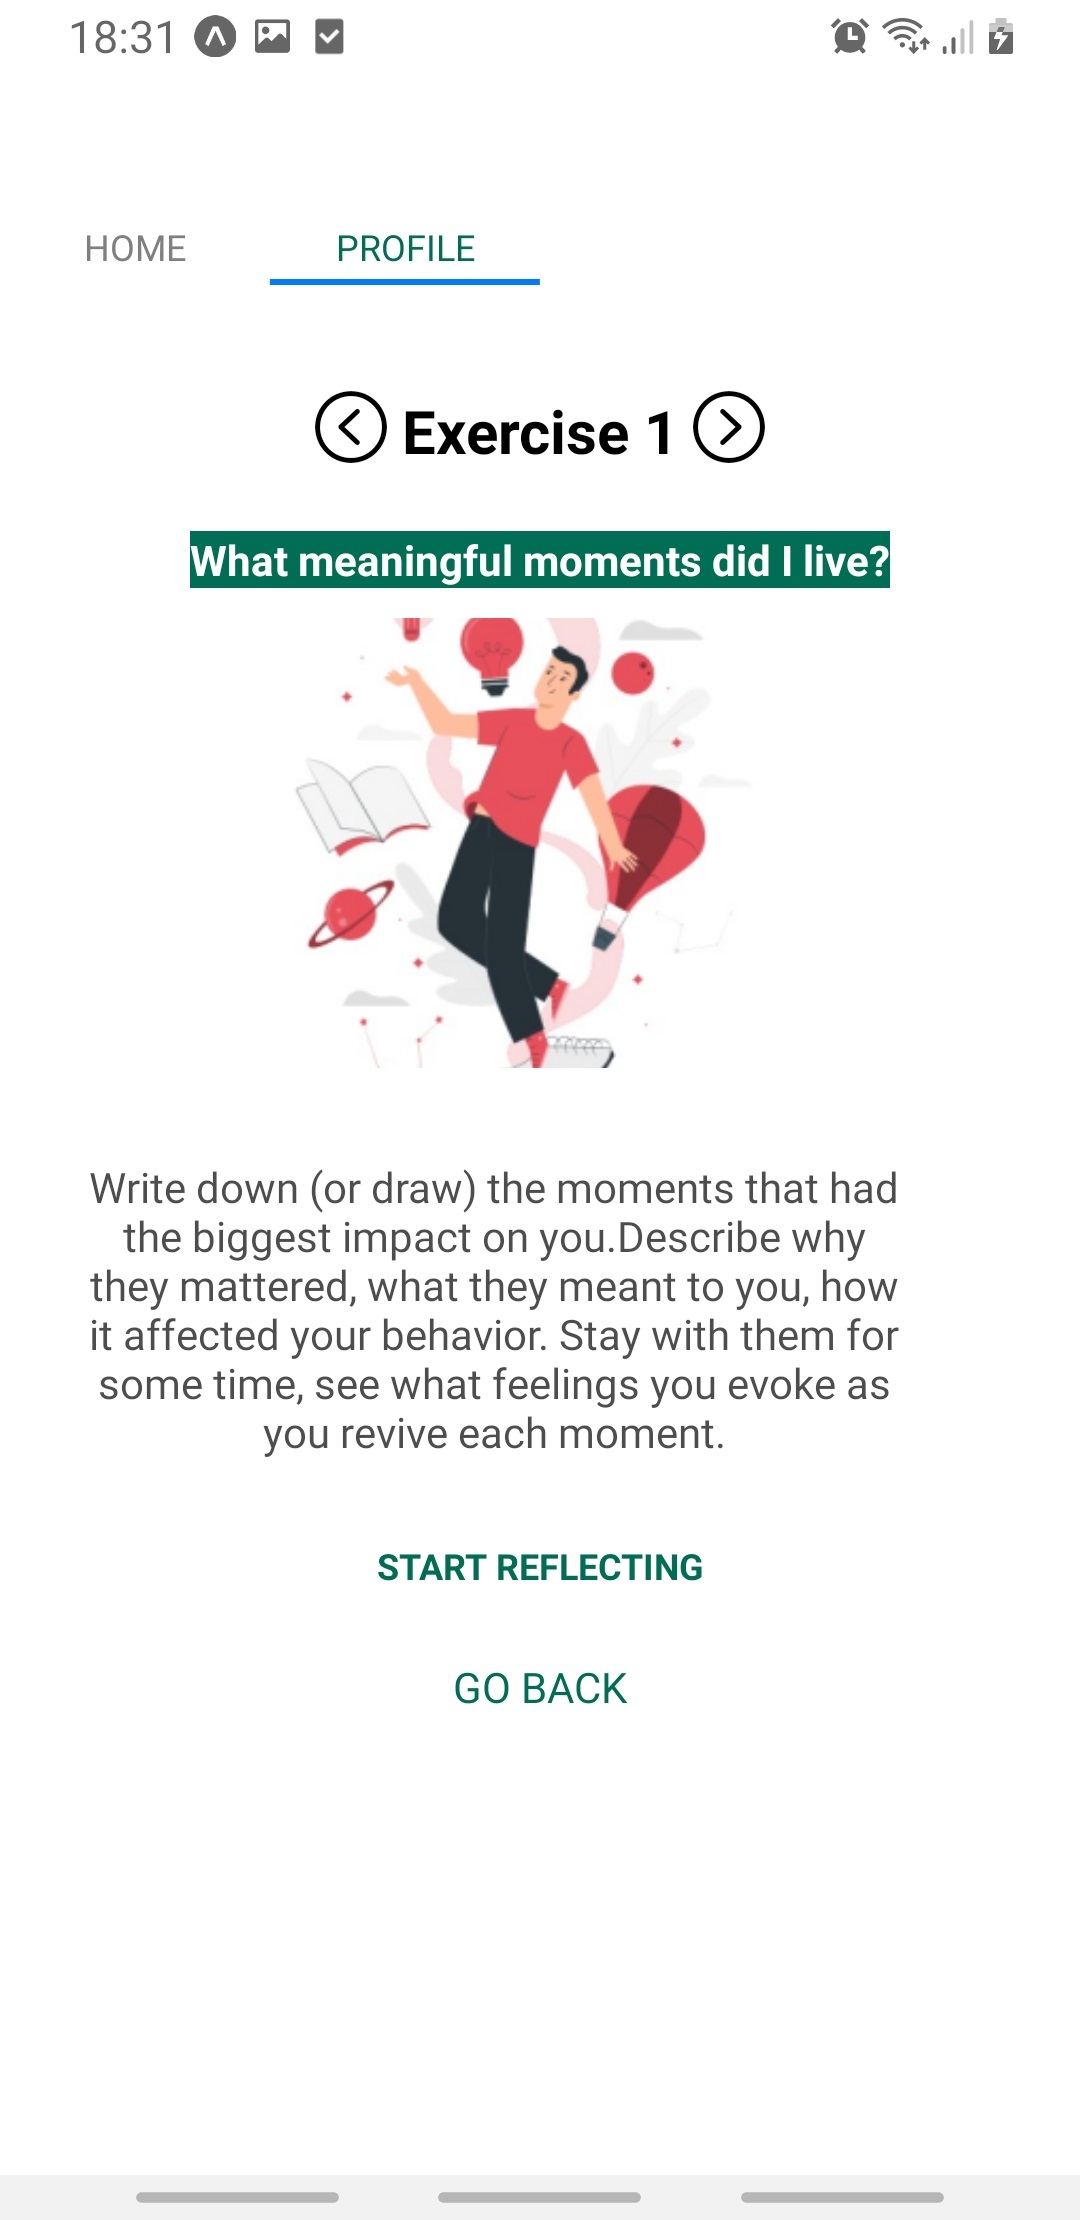 18:31
HOME PROFILE
Exercise 1
What meaningful moments did I live?
Write down (or draw) the moments that had
the biggest impact on you.Describe why
they mattered, what they meant to you, how
it affected your behavior. Stay with them for
some time, see what feelings you evoke as
you revive each moment.
START REFLECTING
GO BACK